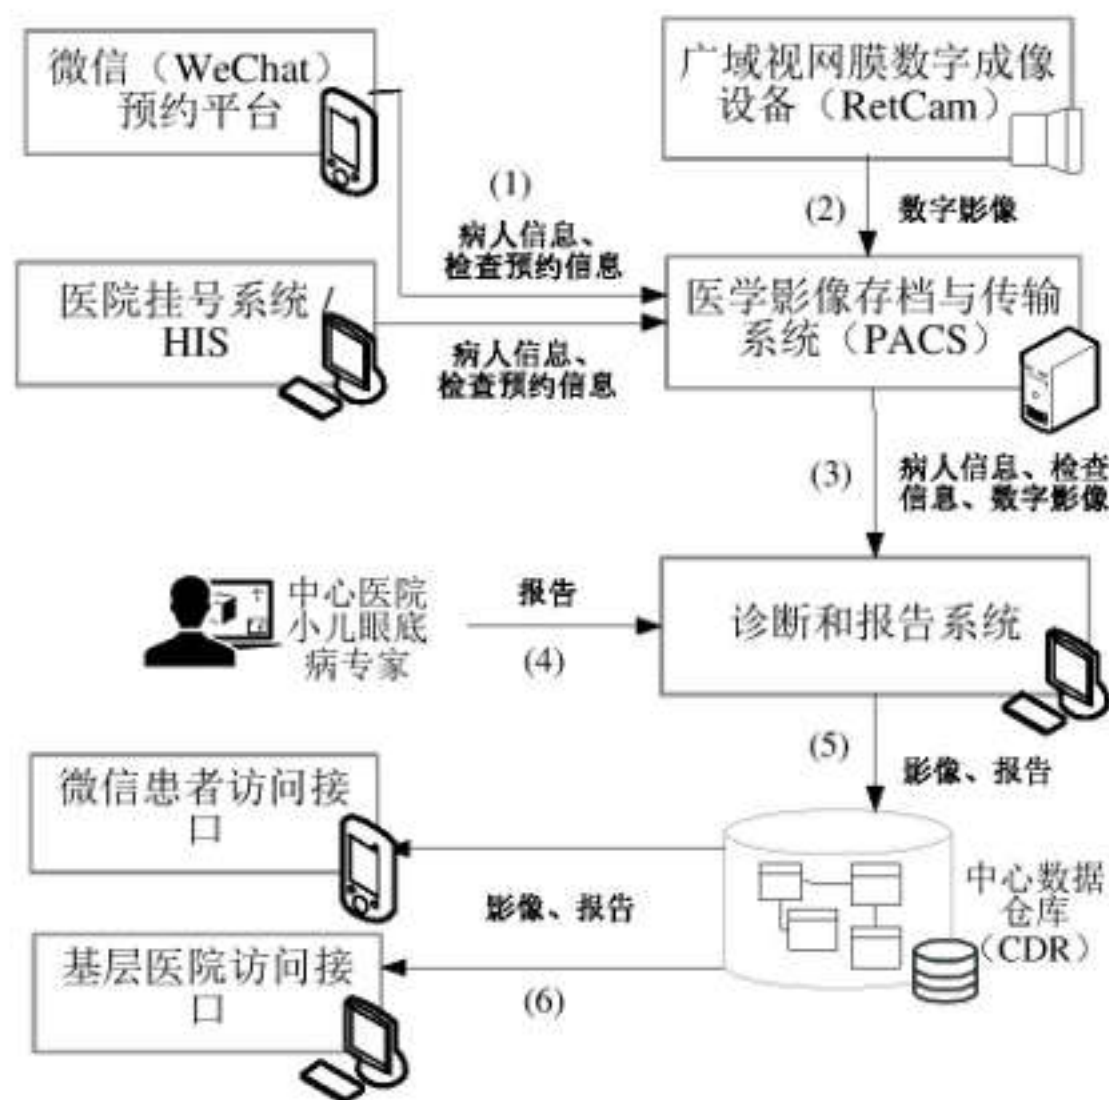 微信（WeChat）
预约平台
广域视网膜数字成像
设备（RetCam）
(1)
病人信息、
检查预约信息
(2)
数字影像
医院挂号系统/
HIS
病人信息、
检查预约信息
医学影像存档与传输
系统（PACS）
(3)
病人信息、检查
信息、数字影像
中心医院
小儿眼底
病专家
报告
(4)
诊断和报告系统
(5)
影像、报告
微信患者访问接
口
影像、报告
中心数据
仓库
（CDR）
基层医院访问接
口
(6)